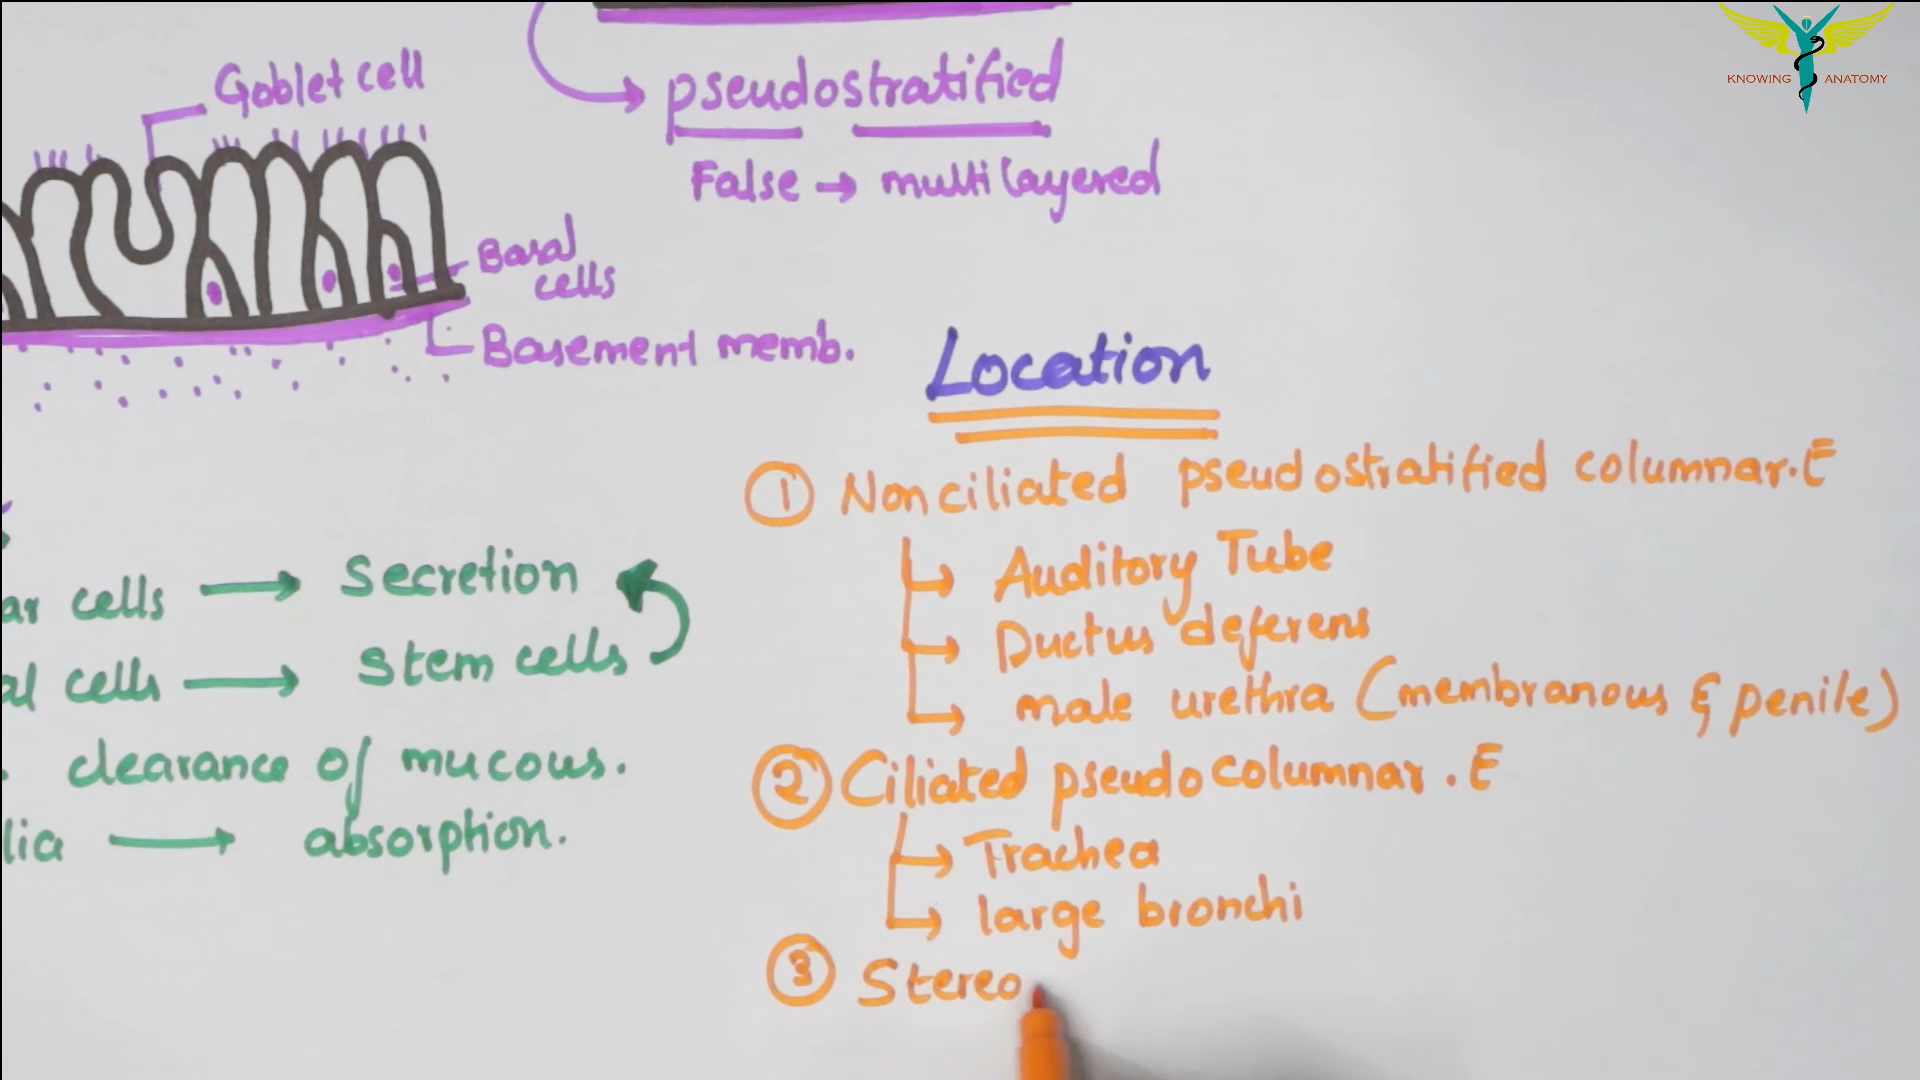 Goblet cell
pseudostratified
False → multilayered
Basal
cells
Basement memb.
Location
① Nonciliated pseudostratified columnar.E
→ Auditory Tube
→ Ductus deferens
→ male urethra (membranous & penile)
② Ciliated pseudocolumnar.E
→ Trachea
→ large bronchi
③ Stereo
ar cells → Secretion
al cells → Stem cells
clearance of mucous.
lia → absorption.
KNOWING ANATOMY